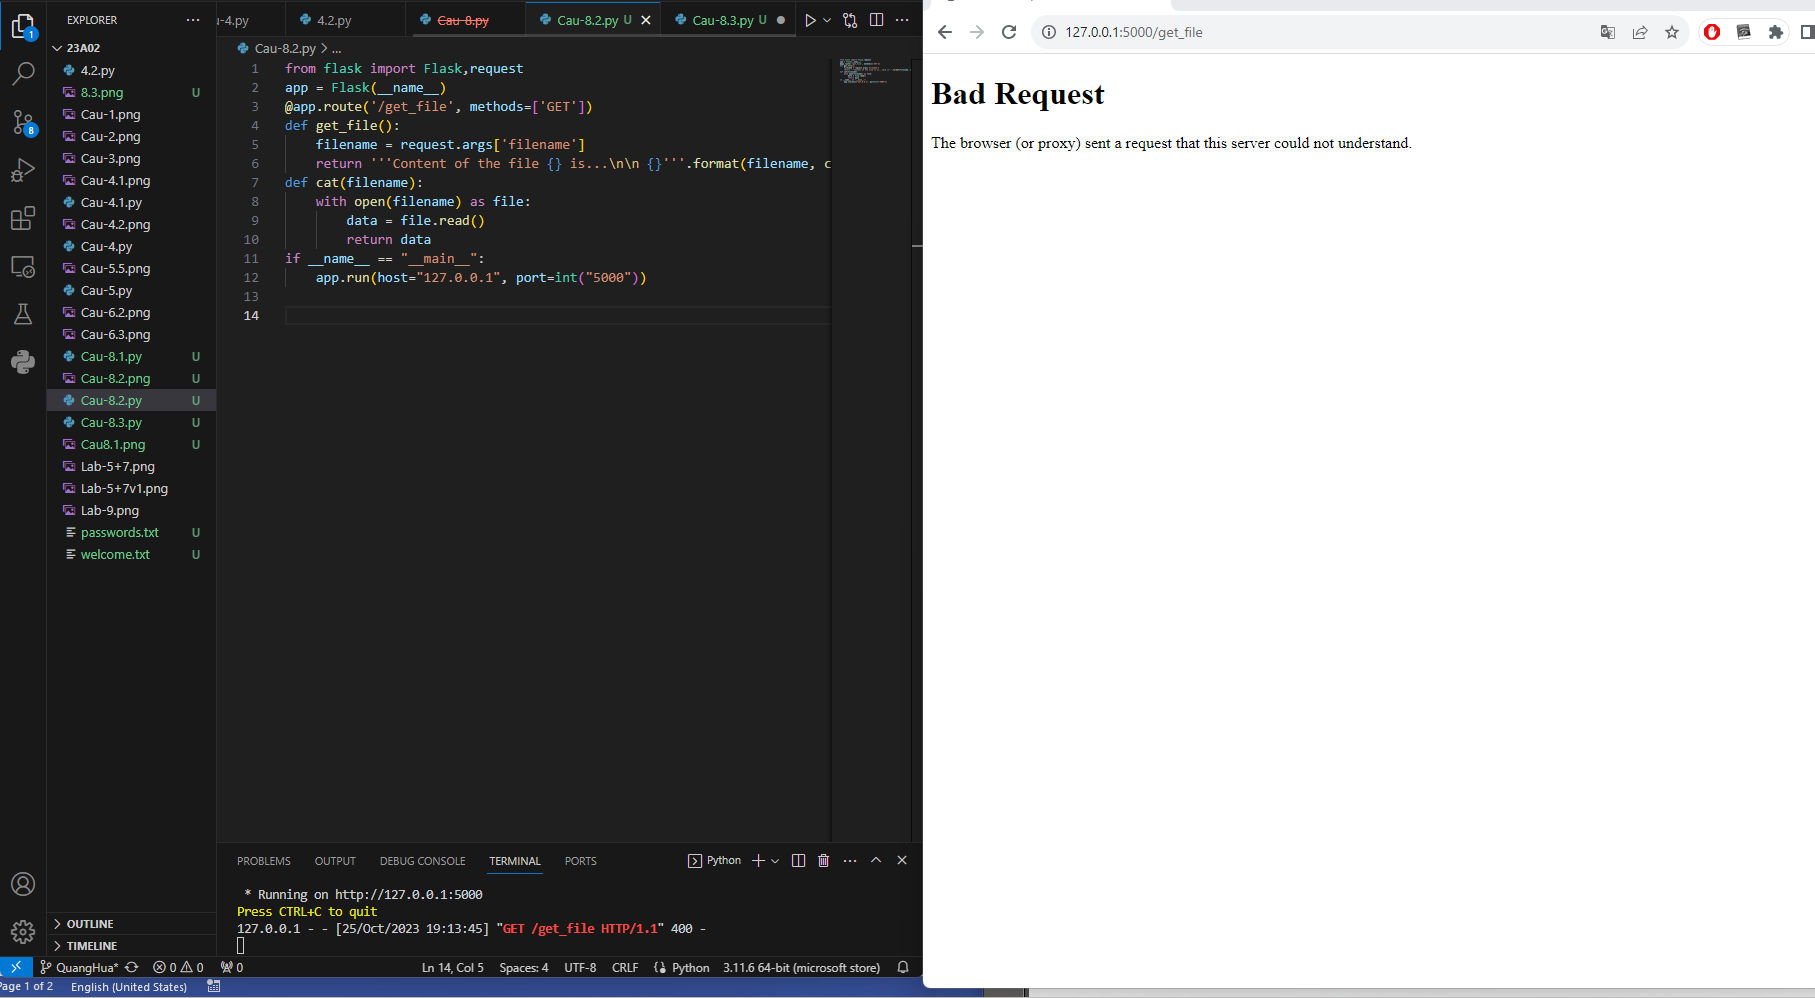 EXPLORER
23A02
4.2.py
8.3.png U
Cau-1.png
Cau-2.png
Cau-3.png
Cau-4.1.png
Cau-4.1.py
Cau-4.2.png
Cau-4.py
Cau-5.5.png
Cau-5.py
Cau-6.2.png
Cau-6.3.png
Cau-8.1.py U
Cau-8.2.png U
Cau-8.2.py U
Cau-8.3.py U
Cau8.1.png U
Lab-5+7.png
Lab-5+7v1.png
Lab-9.png
passwords.txt U
welcome.txt U
OUTLINE
TIMELINE
1
8
-4.py
4.2.py
Cau-8.py
Cau-8.2.py U
Cau-8.3.py U
Cau-8.2.py > ...
1 from flask import Flask,request
2 app = Flask(__name__)
3 @app.route('/get_file', methods=['GET'])
4 def get_file():
5 filename = request.args['filename']
6 return '''Content of the file {} is...\n\n {}'''.format(filename, c
7 def cat(filename):
8 with open(filename) as file:
9 data = file.read()
10 return data
11 if __name__ == "__main__":
12 app.run(host="127.0.0.1", port=int("5000"))
13
14
PROBLEMS OUTPUT DEBUG CONSOLE TERMINAL PORTS
Python
* Running on http://127.0.0.1:5000
Press CTRL+C to quit
127.0.0.1 - - [25/Oct/2023 19:13:45] "GET /get_file HTTP/1.1" 400 -
QuangHua* 0 0 0
Ln 14, Col 5 Spaces: 4 UTF-8 CRLF Python 3.11.6 64-bit (microsoft store)
Page 1 of 2 English (United States)
127.0.0.1:5000/get_file
Bad Request
The browser (or proxy) sent a request that this server could not understand.